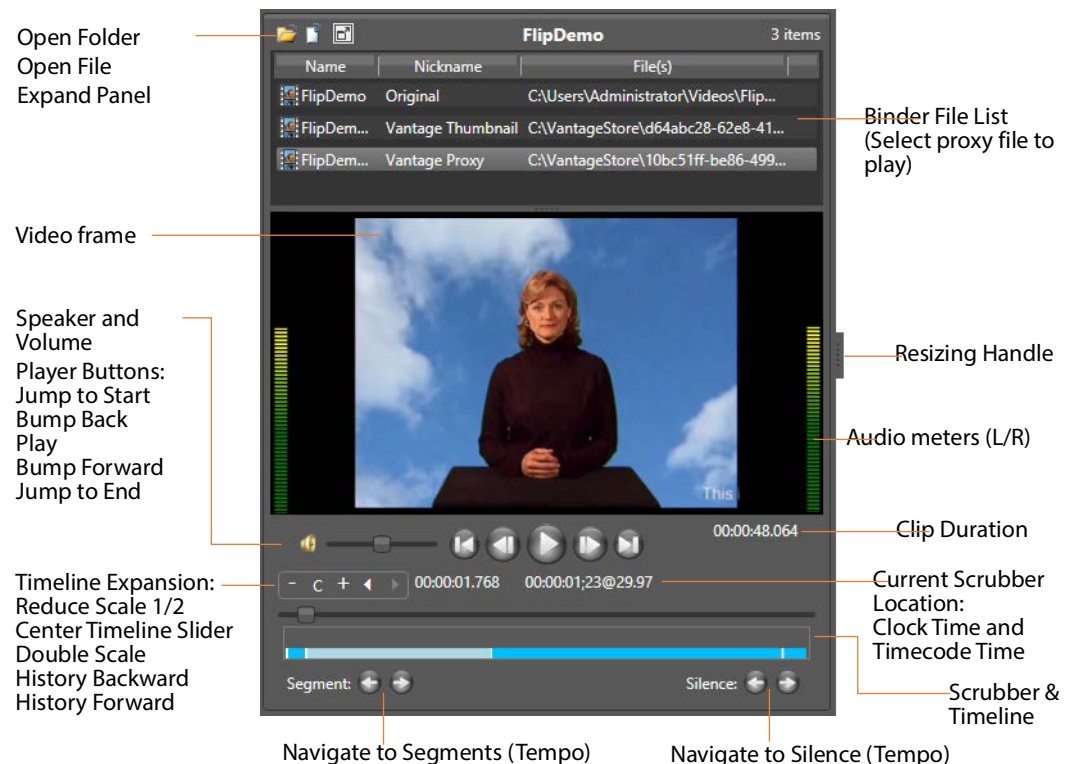 Open Folder
Open File
Expand Panel
FlipDemo
3 items
Name
Nickname
File(s)
FlipDemo
Original
C:\Users\Administrator\Videos\Flip...
FlipDem...
Vantage Thumbnail
C:\VantageStore\d64abc28-62e8-41...
FlipDem...
Vantage Proxy
C:\VantageStore\10bc51ff-be86-499...
Binder File List
(Select proxy file to
play)
Video frame
This
Speaker and
Volume
Player Buttons:
Jump to Start
Bump Back
Play
Bump Forward
Jump to End
Resizing Handle
Audio meters (L/R)
00:00:48.064
Clip Duration
Timeline Expansion:
Reduce Scale 1/2
Center Timeline Slider
Double Scale
History Backward
History Forward
- C +
00:00:01.768
00:00:01;23@29.97
Current Scrubber
Location:
Clock Time and
Timecode Time
Scrubber &
Timeline
Segment:
Silence:
Navigate to Segments (Tempo)
Navigate to Silence (Tempo)